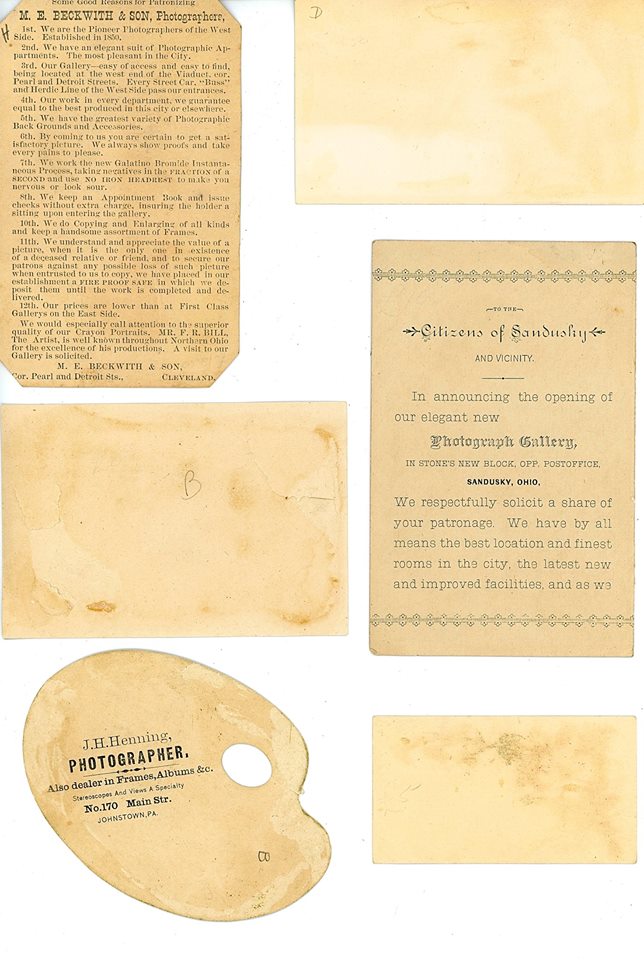 Some Good Reasons for Patronizing
M. E. BECKWITH & SON, Photographers,
1st. We are the Pioneer Photographers of the West
Side. Established in 1850.
2nd. We have an elegant suit of Photographic Ap-
partments. The most pleasant in the City.
3rd. Our Gallery—easy of access and easy to find,
being located at the west end of the Viaduct, cor.
Pearl and Detroit Streets. Every Street Car, "Buss"
and Herdic Line of the West Side pass our entrances.
4th. Our work in every department, we guarantee
equal to the best produced in this city or elsewhere.
5th. We have the greatest variety of Photographic
Back Grounds and Accessories.
6th. By coming to us you are certain to get a sat-
isfactory picture. We always show proofs and take
every pains to please.
7th. We work the new Galatino Bromide Instanta-
neous Process, taking negatives in the FRACTION of a
SECOND and use NO IRON HEADREST to make you
nervous or look sour.
8th. We keep an Appointment Book and issue
checks without extra charge, insuring the holder a
sitting upon entering the gallery.
10th. We do Copying and Enlarging of all kinds
and keep a handsome assortment of Frames.
11th. We understand and appreciate the value of a
picture, when it is the only one in existence
of a deceased relative or friend, and to secure our
patrons against any possible loss of such picture
when entrusted to us to copy, we have placed in our
establishment a FIRE PROOF SAFE in which we de-
posit them until the work is completed and de-
livered.
12th. Our prices are lower than at First Class
Gallerys on the East Side.
We would especially call attention to the superior
quality of our Crayon Portraits. MR. F. R. BILL,
The Artist, is well known throughout Northern Ohio
for the excellence of his productions. A visit to our
Gallery is solicited.
M. E. BECKWITH & SON,
Cor. Pearl and Detroit Sts., CLEVELAND.
H
D
TO THE
Citizens of Sandusky
AND VICINITY.
In announcing the opening of
our elegant new
Photograph Gallery,
IN STONE'S NEW BLOCK, OPP. POSTOFFICE,
SANDUSKY, OHIO,
We respectfully solicit a share of
your patronage. We have by all
means the best location and finest
rooms in the city, the latest new
and improved facilities, and as we
B
J.H.Henning,
PHOTOGRAPHER.
Also dealer in Frames, Albums &c.
Stereoscopes And Views A Specialty
No.170 Main Str.
JOHNSTOWN, PA.